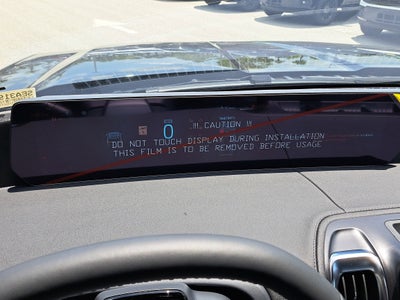 !!! CAUTION !!!
0
DO NOT TOUCH DISPLAY DURING INSTALLATION
THIS FILM IS TO BE REMOVED BEFORE USAGE